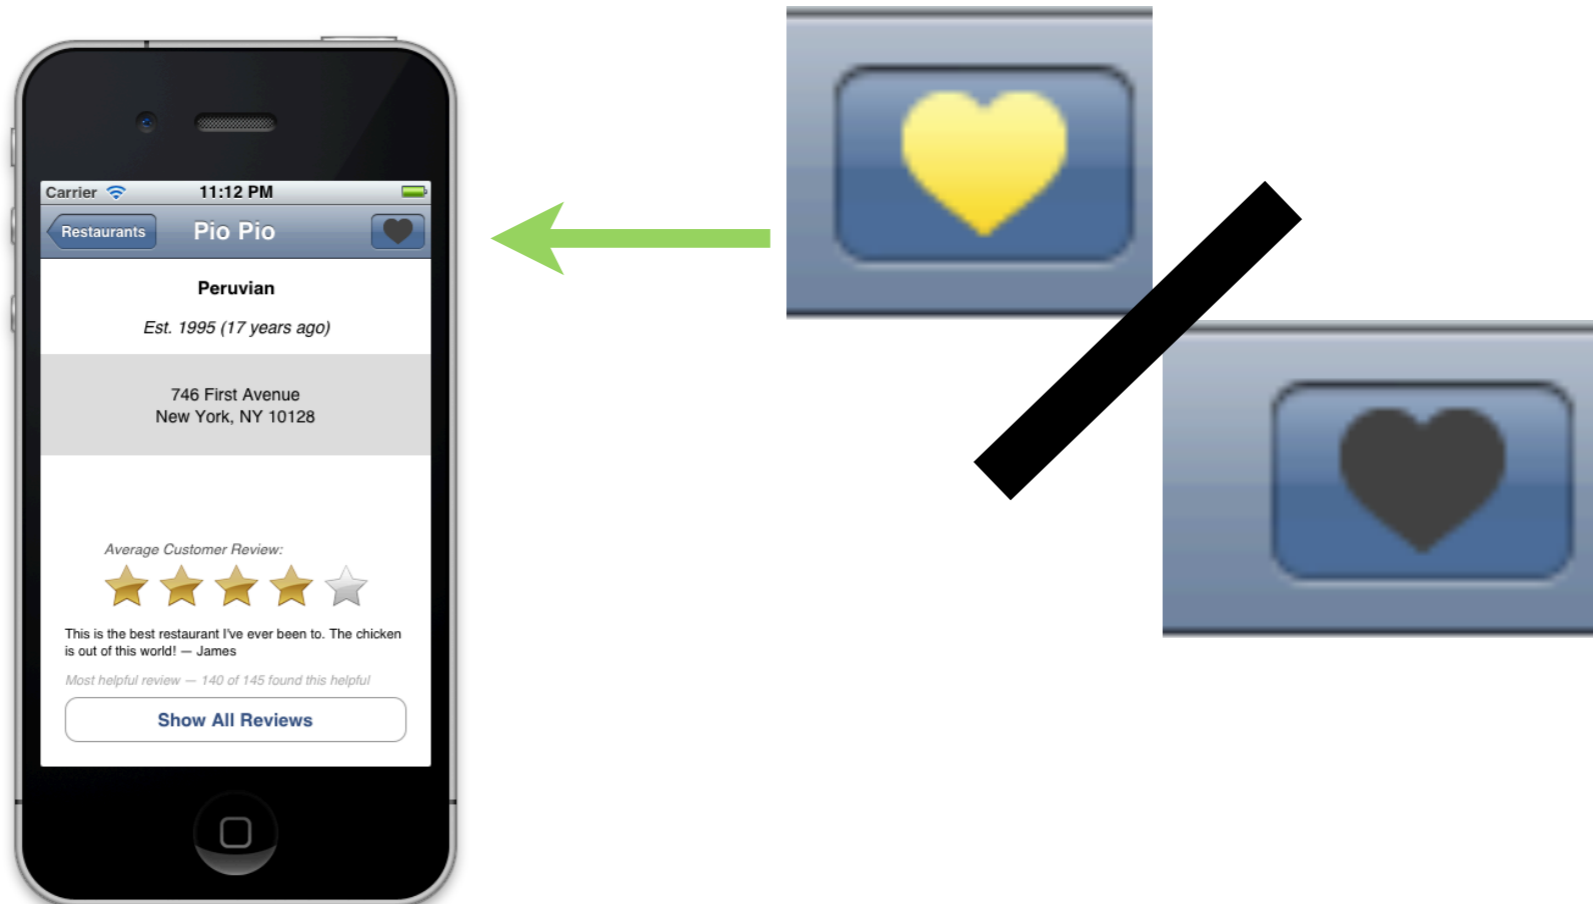 Carrier 11:12 PM
Restaurants Pio Pio
Peruvian
Est. 1995 (17 years ago)
746 First Avenue
New York, NY 10128
Average Customer Review:
This is the best restaurant I've ever been to. The chicken
is out of this world! — James
Most helpful review — 140 of 145 found this helpful
Show All Reviews